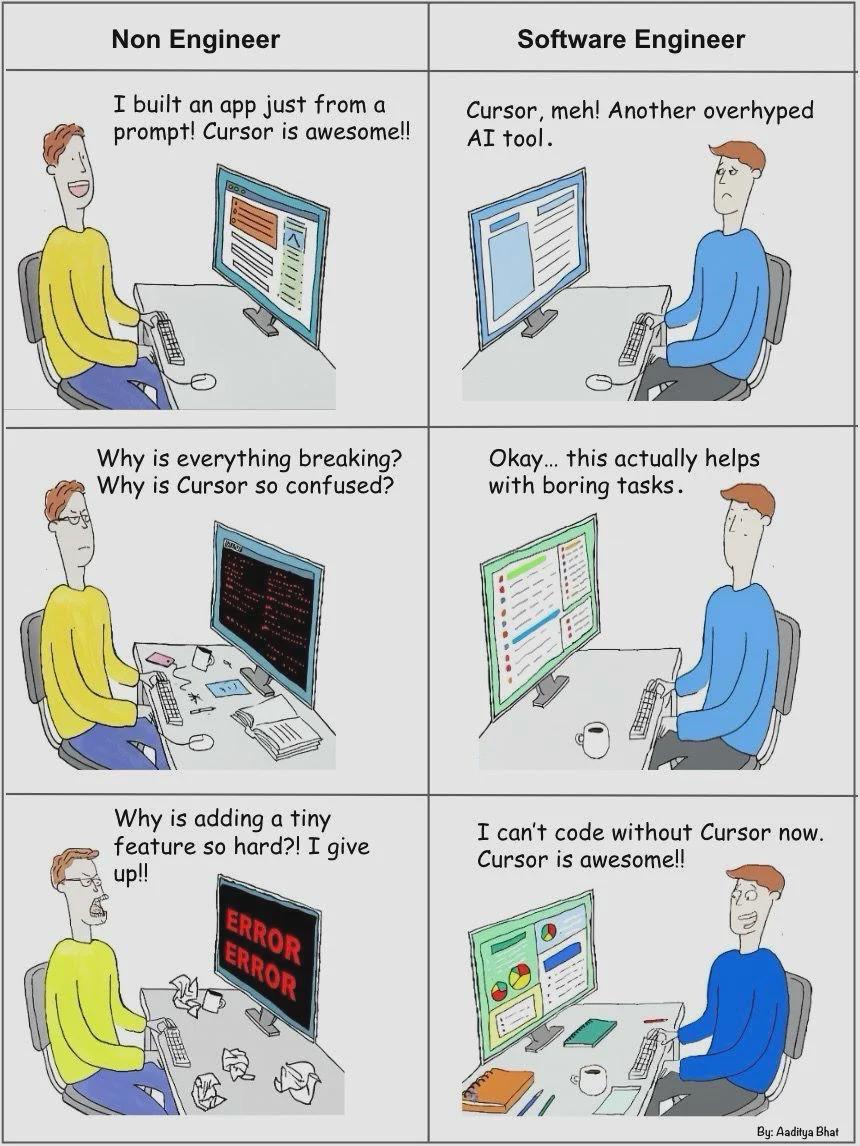 Non Engineer
Software Engineer
I built an app just from a
prompt! Cursor is awesome!!
Cursor, meh! Another overhyped
AI tool.
Why is everything breaking?
Why is Cursor so confused?
Okay... this actually helps
with boring tasks.
Why is adding a tiny
feature so hard?! I give
up!!
ERROR
ERROR
I can't code without Cursor now.
Cursor is awesome!!
By: Aaditya Bhat